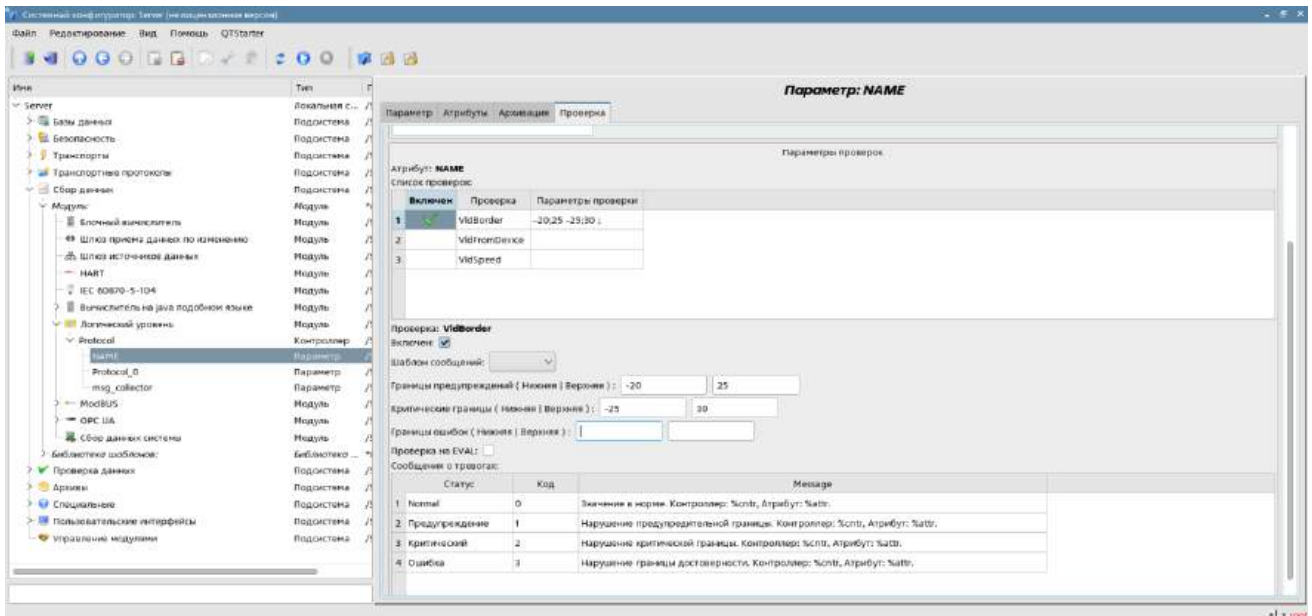 Системный конфигуратор: Server (не лицензионная версия)
Файл Редактирование Вид Помощь QTStarter
Имя Тип
Server Локальная с...
Базы данных Подсистема
Безопасность Подсистема
Транспорты Подсистема
Транспортные протоколы Подсистема
Сбор данных Подсистема
Модуль: Модуль
Блочный вычислитель Модуль
Шлюз приема данных по изменению Модуль
Шлюз источников данных Модуль
HART Модуль
IEC 60870-5-104 Модуль
Вычислитель на java подобном языке Модуль
Логический уровень Модуль
Protocol Контроллер
NAME Параметр
Protocol_0 Параметр
msg_collector Параметр
ModBUS Модуль
OPC UA Модуль
Сбор данных системы Модуль
Библиотека шаблонов: Библиотека ...
Проверка данных Подсистема
Архивы Подсистема
Специальные Подсистема
Пользовательские интерфейсы Подсистема
Управление модулями Подсистема
Параметр: NAME
Параметр Атрибуты Архивация Проверка
Параметры проверок
Атрибут: NAME
Список проверок:
Включен Проверка Параметры проверки
1 VldBorder -20;25 -25;30 ;
2 VldFromDevice
3 VldSpeed
Проверка: VldBorder
Включен:
Шаблон сообщений:
Границы предупреждений ( Нижняя | Верхняя ) : -20 25
Критические границы ( Нижняя | Верхняя ) : -25 30
Границы ошибок ( Нижняя | Верхняя ) :
Проверка на EVAL:
Сообщения о тревогах:
Статус Код Message
1 Normal 0 Значение в норме. Контроллер: %cntr, Атрибут: %attr.
2 Предупреждение 1 Нарушение предупредительной границы. Контроллер: %cntr, Атрибут: %attr.
3 Критический 2 Нарушение критической границы. Контроллер: %cntr, Атрибут: %attr.
4 Ошибка 3 Нарушение границы достоверности. Контроллер: %cntr, Атрибут: %attr.
root